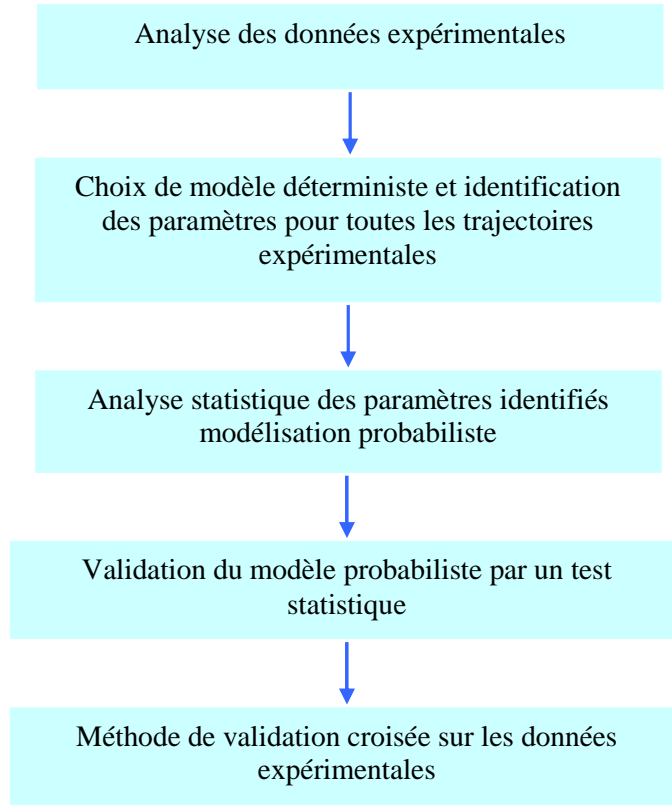 Analyse des données expérimentales
Choix de modèle déterministe et identification
des paramètres pour toutes les trajectoires
expérimentales
Analyse statistique des paramètres identifiés
modélisation probabiliste
Validation du modèle probabiliste par un test
statistique
Méthode de validation croisée sur les données
expérimentales